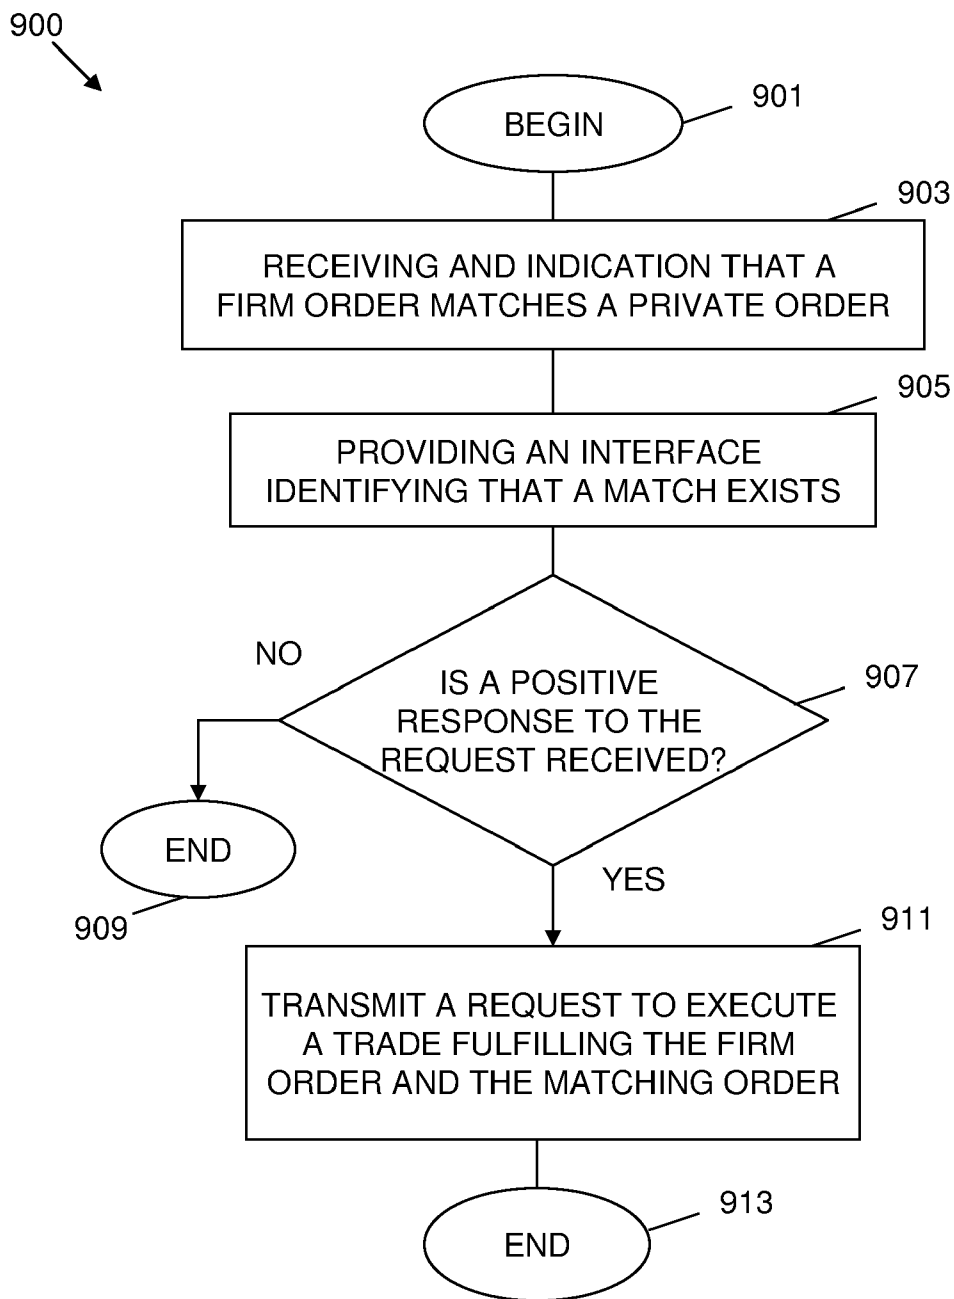 900
BEGIN
901
903
RECEIVING AND INDICATION THAT A
FIRM ORDER MATCHES A PRIVATE ORDER
905
PROVIDING AN INTERFACE
IDENTIFYING THAT A MATCH EXISTS
NO
IS A POSITIVE
RESPONSE TO THE
REQUEST RECEIVED?
907
END
909
YES
911
TRANSMIT A REQUEST TO EXECUTE
A TRADE FULFILLING THE FIRM
ORDER AND THE MATCHING ORDER
END
913